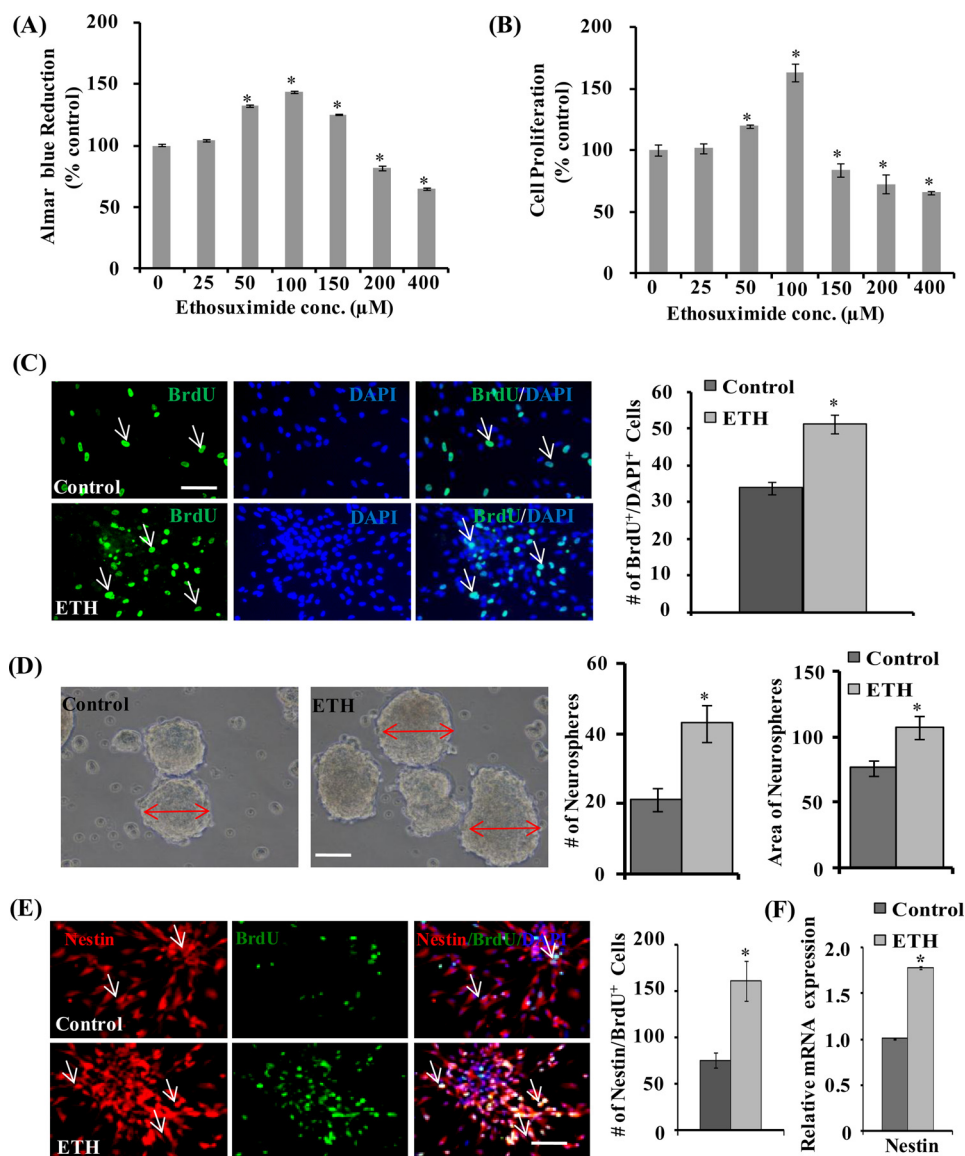 (A)
Almar blue Reduction
(% control)
200
150
100
50
0
* * * * *
0 25 50 100 150 200 400
Ethosuximide conc. (µM)
(B)
Cell Proliferation
(% control)
200
150
100
50
0
* * * * *
0 25 50 100 150 200 400
Ethosuximide conc. (µM)
(C)
BrdU
DAPI
BrdU/DAPI
Control
BrdU
DAPI
BrdU/DAPI
ETH
# of BrdU+/DAPI+ Cells
60
50
40
30
20
10
0
Control
ETH
*
(D)
Control
ETH
# of Neurospheres
60
40
20
0
*
Area of Neurospheres
150
100
50
0
Control
ETH
*
(E)
Nestin
BrdU
Nestin/BrdU/DAPI
Control
ETH
# of Nestin/BrdU+ Cells
200
150
100
50
0
*
(F)
Control
ETH
Relative mRNA expression
2.0
1.5
1.0
0
*
Nestin